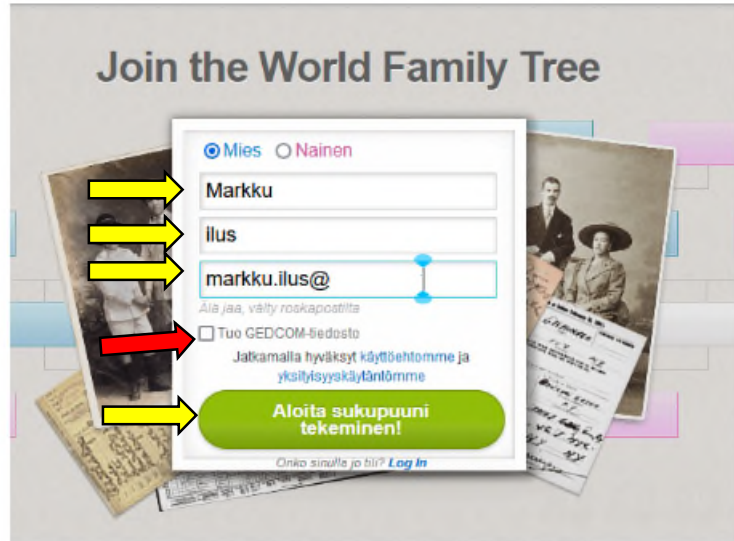 Join the World Family Tree
Mies Nainen
Markku
ilus
markku.ilus@
Älä jaa, välty roskapostilta
Tuo GEDCOM-tiedosto
Jatkamalla hyväksyt käyttöehtomme ja
yksityisyyskäytäntömme
Aloita sukupuuni
tekeminen!
Onko sinulla jo tili? Log In